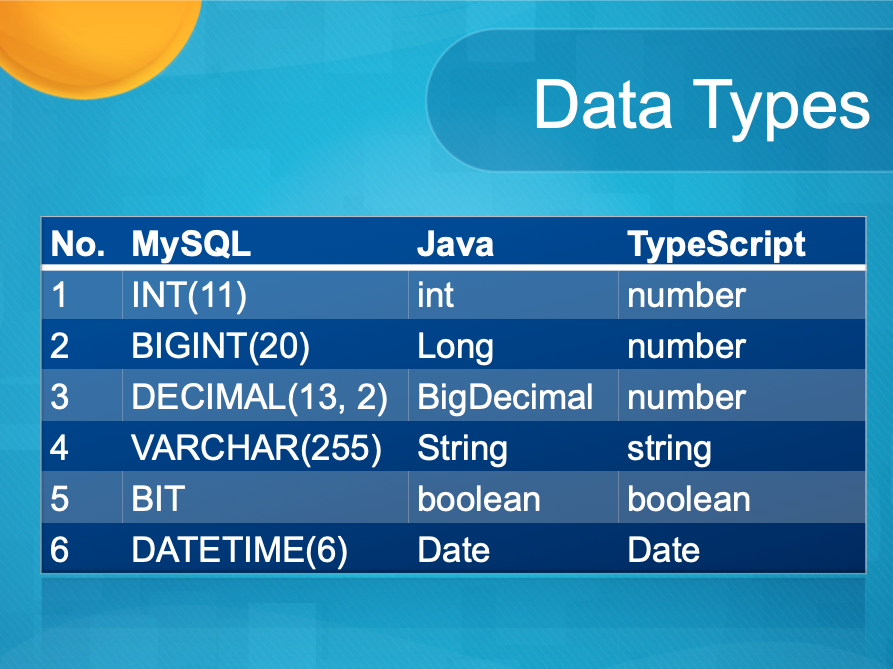 Data Types
No. MySQL Java TypeScript
1 INT(11) int number
2 BIGINT(20) Long number
3 DECIMAL(13, 2) BigDecimal number
4 VARCHAR(255) String string
5 BIT boolean boolean
6 DATETIME(6) Date Date